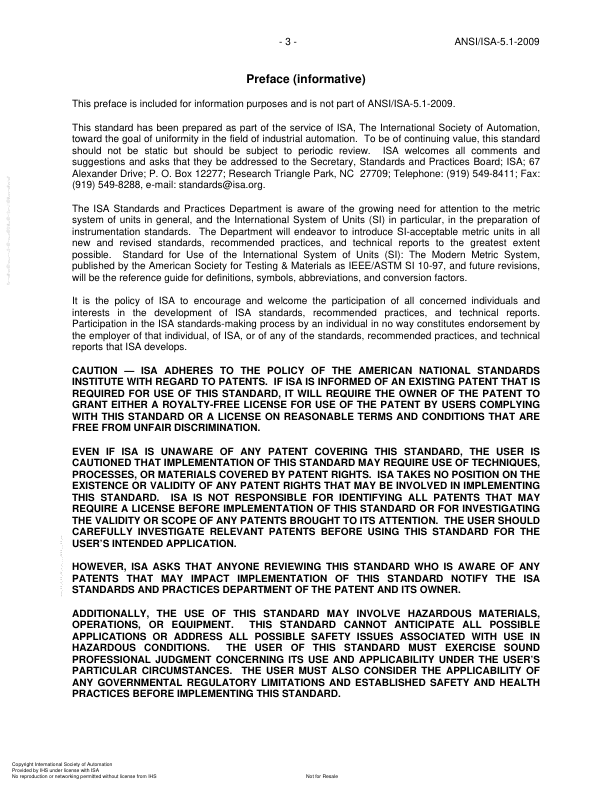 - 3 - ANSI/ISA-5.1-2009
Preface (informative)
This preface is included for information purposes and is not part of ANSI/ISA-5.1-2009.
This standard has been prepared as part of the service of ISA, The International Society of Automation,
toward the goal of uniformity in the field of industrial automation. To be of continuing value, this standard
should not be static but should be subject to periodic review. ISA welcomes all comments and
suggestions and asks that they be addressed to the Secretary, Standards and Practices Board; ISA; 67
Alexander Drive; P. O. Box 12277; Research Triangle Park, NC 27709; Telephone: (919) 549-8411; Fax:
(919) 549-8288, e-mail: standards@isa.org.
The ISA Standards and Practices Department is aware of the growing need for attention to the metric
system of units in general, and the International System of Units (SI) in particular, in the preparation of
instrumentation standards. The Department will endeavor to introduce SI-acceptable metric units in all
new and revised standards, recommended practices, and technical reports to the greatest extent
possible. Standard for Use of the International System of Units (SI): The Modern Metric System,
published by the American Society for Testing & Materials as IEEE/ASTM SI 10-97, and future revisions,
will be the reference guide for definitions, symbols, abbreviations, and conversion factors.
It is the policy of ISA to encourage and welcome the participation of all concerned individuals and
interests in the development of ISA standards, recommended practices, and technical reports.
Participation in the ISA standards-making process by an individual in no way constitutes endorsement by
the employer of that individual, of ISA, or of any of the standards, recommended practices, and technical
reports that ISA develops.
CAUTION — ISA ADHERES TO THE POLICY OF THE AMERICAN NATIONAL STANDARDS
INSTITUTE WITH REGARD TO PATENTS. IF ISA IS INFORMED OF AN EXISTING PATENT THAT IS
REQUIRED FOR USE OF THIS STANDARD, IT WILL REQUIRE THE OWNER OF THE PATENT TO
GRANT EITHER A ROYALTY-FREE LICENSE FOR USE OF THE PATENT BY USERS COMPLYING
WITH THIS STANDARD OR A LICENSE ON REASONABLE TERMS AND CONDITIONS THAT ARE
FREE FROM UNFAIR DISCRIMINATION.
EVEN IF ISA IS UNAWARE OF ANY PATENT COVERING THIS STANDARD, THE USER IS
CAUTIONED THAT IMPLEMENTATION OF THIS STANDARD MAY REQUIRE USE OF TECHNIQUES,
PROCESSES, OR MATERIALS COVERED BY PATENT RIGHTS. ISA TAKES NO POSITION ON THE
EXISTENCE OR VALIDITY OF ANY PATENT RIGHTS THAT MAY BE INVOLVED IN IMPLEMENTING
THIS STANDARD. ISA IS NOT RESPONSIBLE FOR IDENTIFYING ALL PATENTS THAT MAY
REQUIRE A LICENSE BEFORE IMPLEMENTATION OF THIS STANDARD OR FOR INVESTIGATING
THE VALIDITY OR SCOPE OF ANY PATENTS BROUGHT TO ITS ATTENTION. THE USER SHOULD
CAREFULLY INVESTIGATE RELEVANT PATENTS BEFORE USING THIS STANDARD FOR THE
USER'S INTENDED APPLICATION.
HOWEVER, ISA ASKS THAT ANYONE REVIEWING THIS STANDARD WHO IS AWARE OF ANY
PATENTS THAT MAY IMPACT IMPLEMENTATION OF THIS STANDARD NOTIFY THE ISA
STANDARDS AND PRACTICES DEPARTMENT OF THE PATENT AND ITS OWNER.
ADDITIONALLY, THE USE OF THIS STANDARD MAY INVOLVE HAZARDOUS MATERIALS,
OPERATIONS, OR EQUIPMENT. THIS STANDARD CANNOT ANTICIPATE ALL POSSIBLE
APPLICATIONS OR ADDRESS ALL POSSIBLE SAFETY ISSUES ASSOCIATED WITH USE IN
HAZARDOUS CONDITIONS. THE USER OF THIS STANDARD MUST EXERCISE SOUND
PROFESSIONAL JUDGMENT CONCERNING ITS USE AND APPLICABILITY UNDER THE USER'S
PARTICULAR CIRCUMSTANCES. THE USER MUST ALSO CONSIDER THE APPLICABILITY OF
ANY GOVERNMENTAL REGULATORY LIMITATIONS AND ESTABLISHED SAFETY AND HEALTH
PRACTICES BEFORE IMPLEMENTING THIS STANDARD.
Copyright International Society of Automation
Provided by IHS under license with ISA
No reproduction or networking permitted without license from IHS Not for Resale